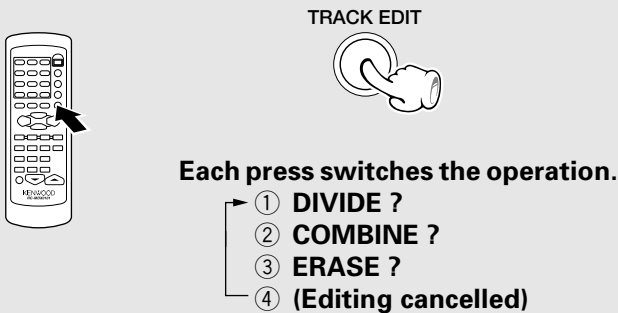 TRACK EDIT
KENWOOD
Each press switches the operation.
① DIVIDE ?
② COMBINE ?
③ ERASE ?
④ (Editing cancelled)